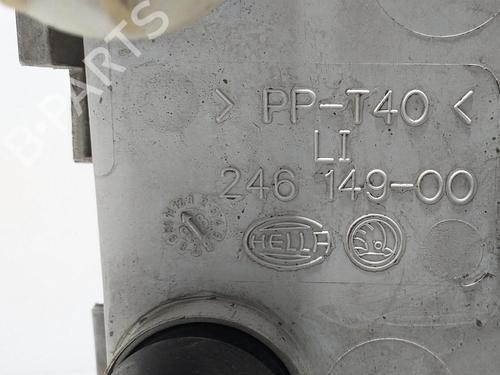 B-PARTS
> PP-T40 <
LI
246 149-00
HELLA